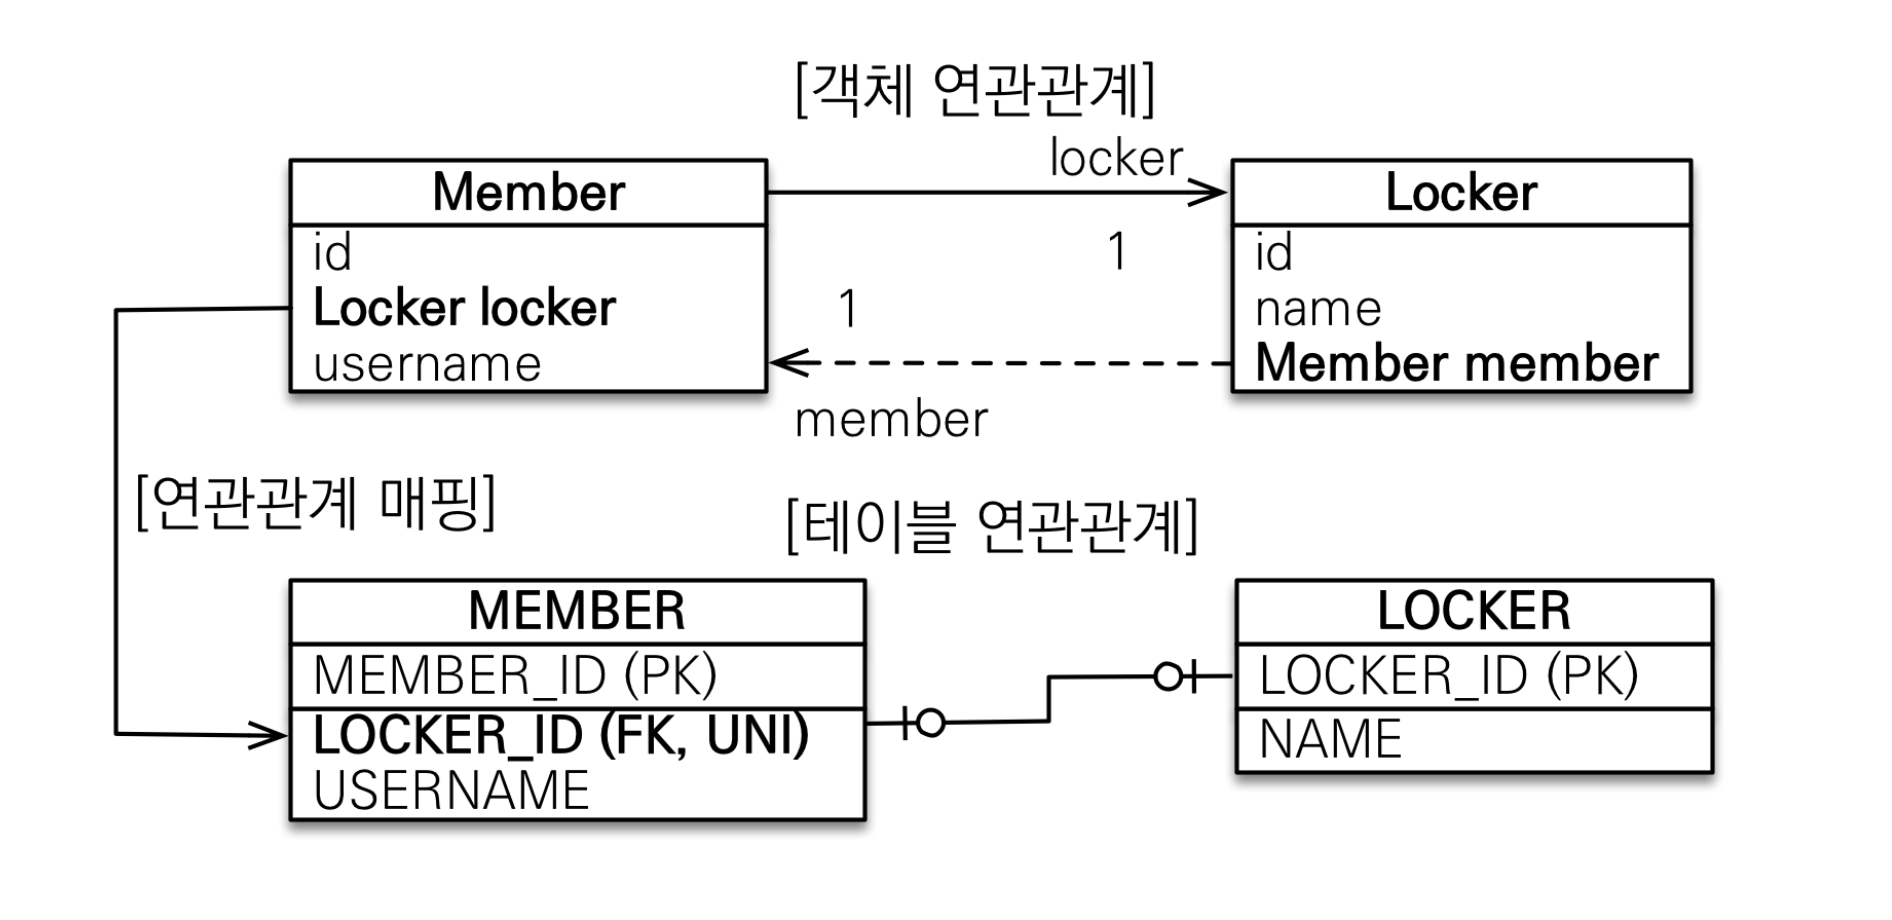 [객체 연관관계]
locker
Member
id
Locker locker
username
1
1
member
Locker
id
name
Member member
[연관관계 매핑]
[테이블 연관관계]
MEMBER
MEMBER_ID (PK)
LOCKER_ID (FK, UNI)
USERNAME
LOCKER
LOCKER_ID (PK)
NAME